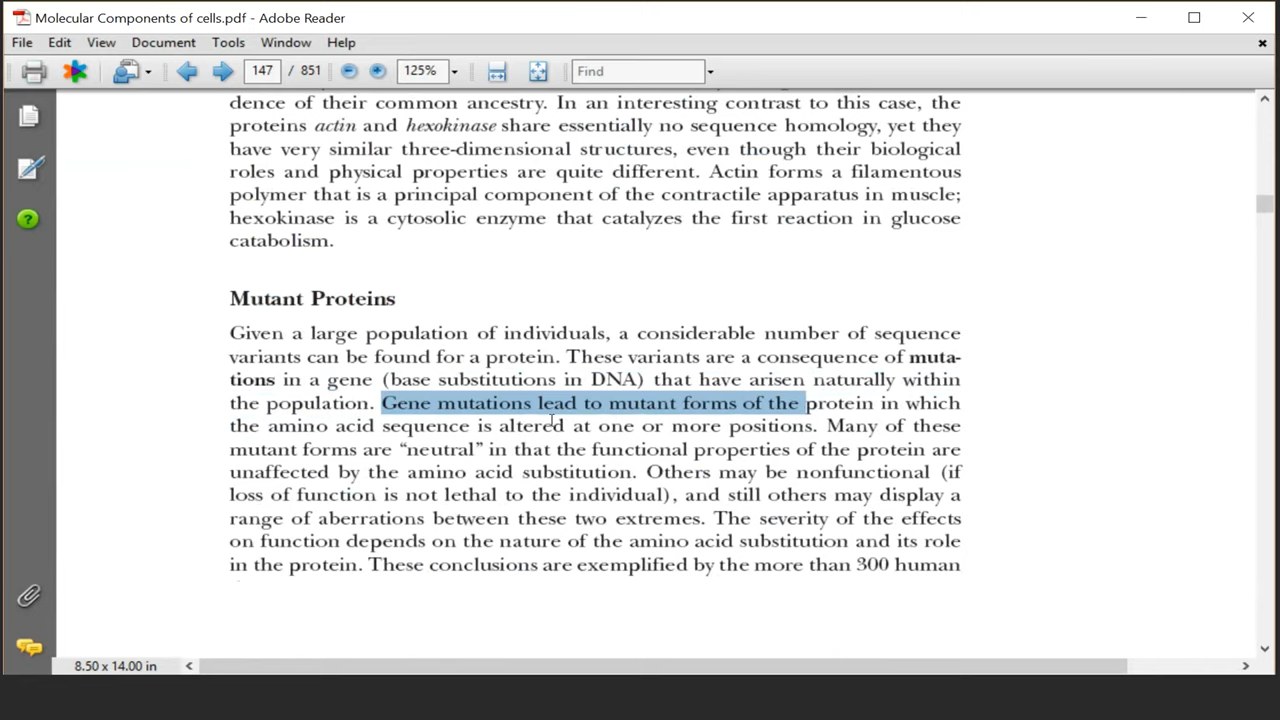 Molecular Components of cells.pdf - Adobe Reader
File Edit View Document Tools Window Help
147 / 851 125% Find
dence of their common ancestry. In an interesting contrast to this case, the
proteins actin and hexokinase share essentially no sequence homology, yet they
have very similar three-dimensional structures, even though their biological
roles and physical properties are quite different. Actin forms a filamentous
polymer that is a principal component of the contractile apparatus in muscle;
hexokinase is a cytosolic enzyme that catalyzes the first reaction in glucose
catabolism.
Mutant Proteins
Given a large population of individuals, a considerable number of sequence
variants can be found for a protein. These variants are a consequence of muta-
tions in a gene (base substitutions in DNA) that have arisen naturally within
the population. Gene mutations lead to mutant forms of the protein in which
the amino acid sequence is altered at one or more positions. Many of these
mutant forms are “neutral” in that the functional properties of the protein are
unaffected by the amino acid substitution. Others may be nonfunctional (if
loss of function is not lethal to the individual), and still others may display a
range of aberrations between these two extremes. The severity of the effects
on function depends on the nature of the amino acid substitution and its role
in the protein. These conclusions are exemplified by the more than 300 human
8.50 x 14.00 in